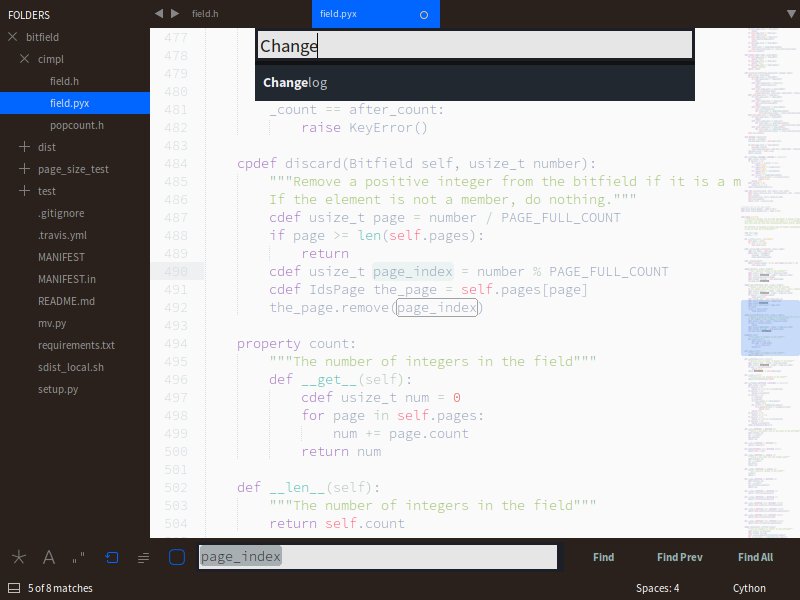 FOLDERS
bitfield
cimpl
field.h
field.pyx
popcount.h
dist
page_size_test
test
.gitignore
.travis.yml
MANIFEST
MANIFEST.in
README.md
mv.py
requirements.txt
sdist_local.sh
setup.py
field.h
field.pyx
Change
Changelog
477
478
479
480
481 _count == after_count:
482 raise KeyError()
483
484 cpdef discard(Bitfield self, usize_t number):
485 """Remove a positive integer from the bitfield if it is a m
486 If the element is not a member, do nothing."""
487 cdef usize_t page = number / PAGE_FULL_COUNT
488 if page >= len(self.pages):
489 return
490 cdef usize_t page_index = number % PAGE_FULL_COUNT
491 cdef IdsPage the_page = self.pages[page]
492 the_page.remove(page_index)
493
494 property count:
495 """The number of integers in the field"""
496 def __get__(self):
497 cdef usize_t num = 0
498 for page in self.pages:
499 num += page.count
500 return num
501
502 def __len__(self):
503 """The number of integers in the field"""
504 return self.count
page_index
Find
Find Prev
Find All
5 of 8 matches
Spaces: 4
Cython